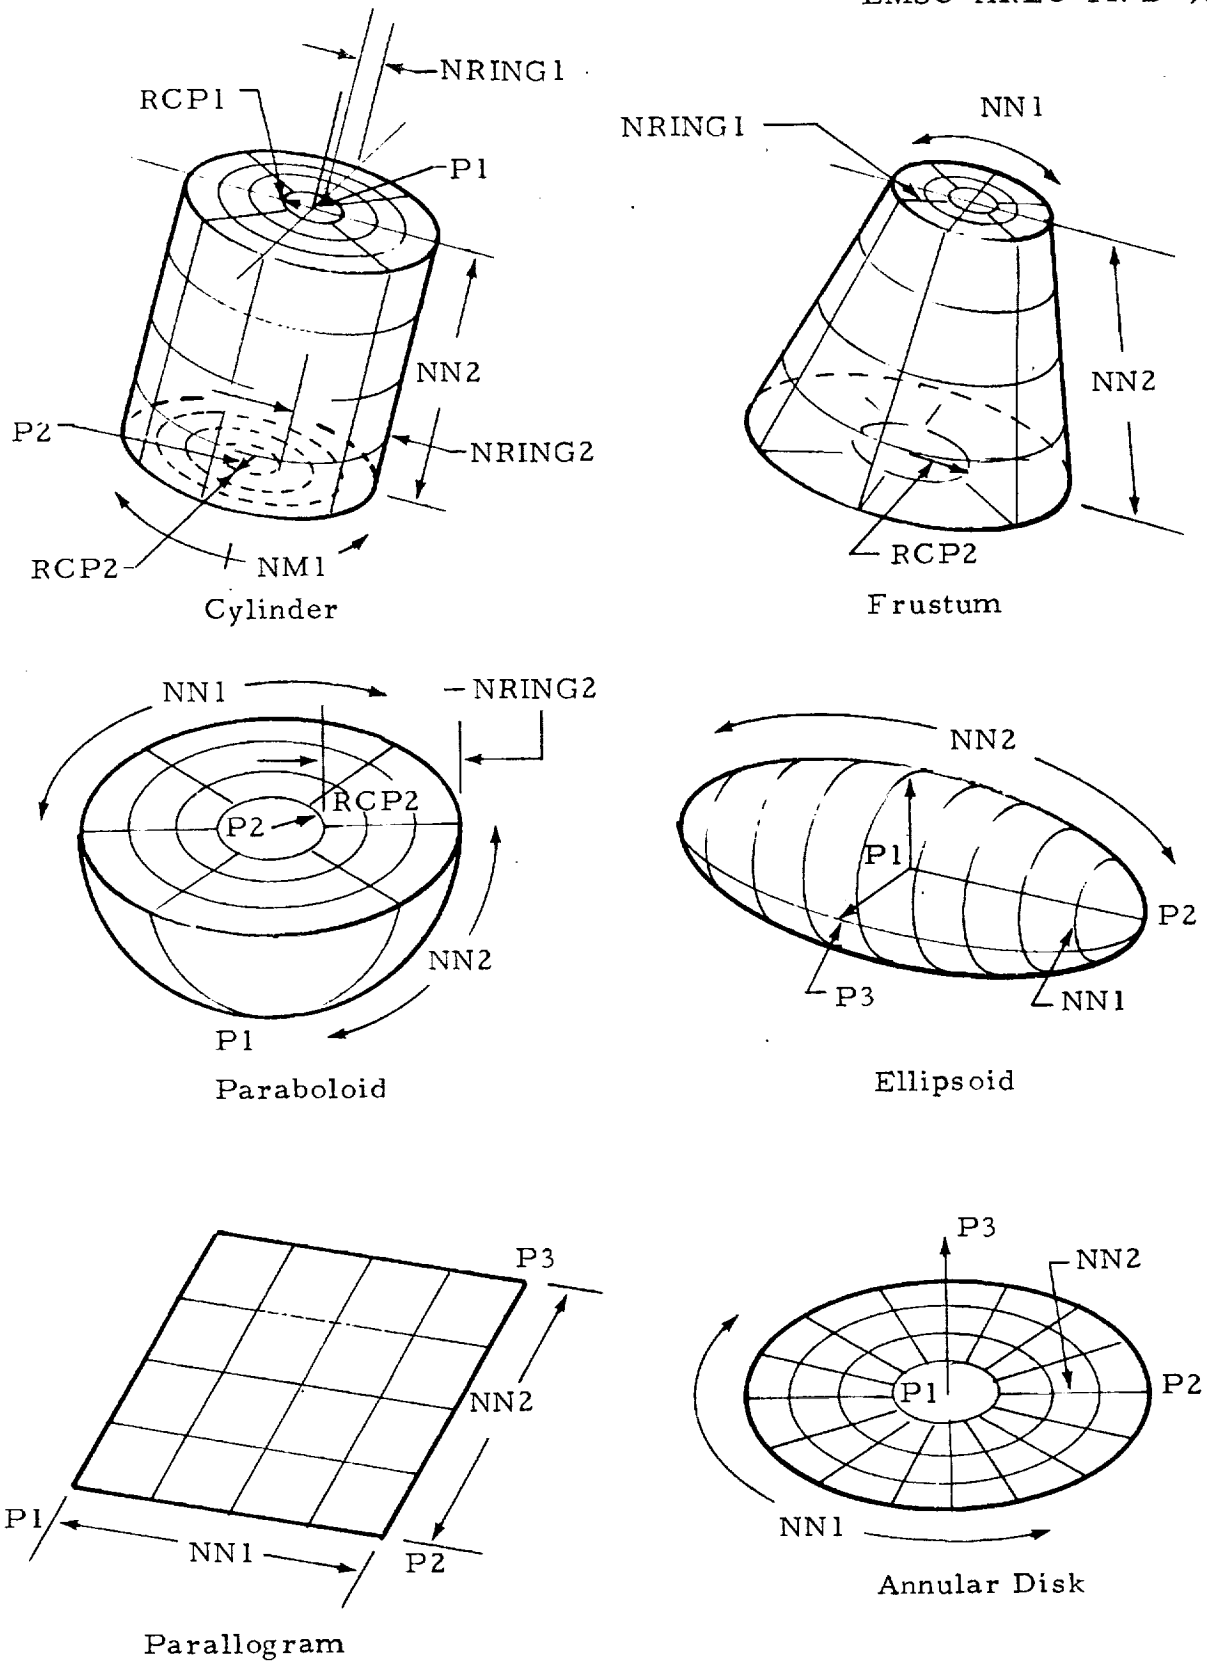 NRING1
RCP1
P1
NN2
P2
NRING2
RCP2
NM1
Cylinder
NN1
NRING1
NN2
RCP2
Frustum
NN1
NRING2
RCP2
P2
NN2
P1
Paraboloid
NN2
P1
P2
P3
NN1
Ellipsoid
P3
NN2
P1
NN1
P2
Parallogram
P3
NN2
P1
P2
NN1
Annular Disk